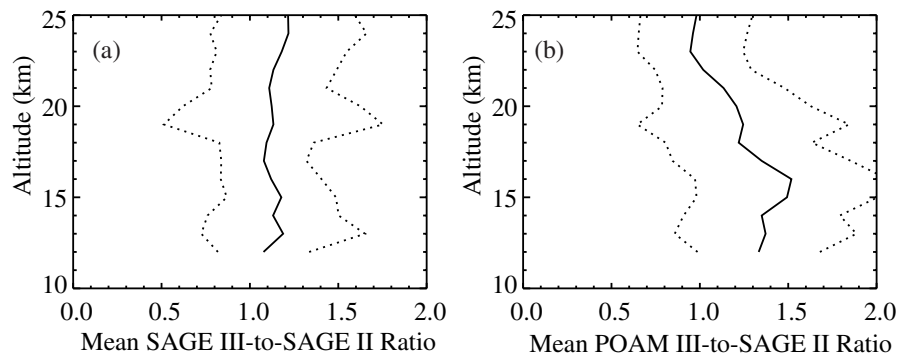 25
20
15
10
Altitude (km)
(a)
0.0 0.5 1.0 1.5 2.0
Mean SAGE III-to-SAGE II Ratio
25
20
15
10
Altitude (km)
(b)
0.0 0.5 1.0 1.5 2.0
Mean POAM III-to-SAGE II Ratio